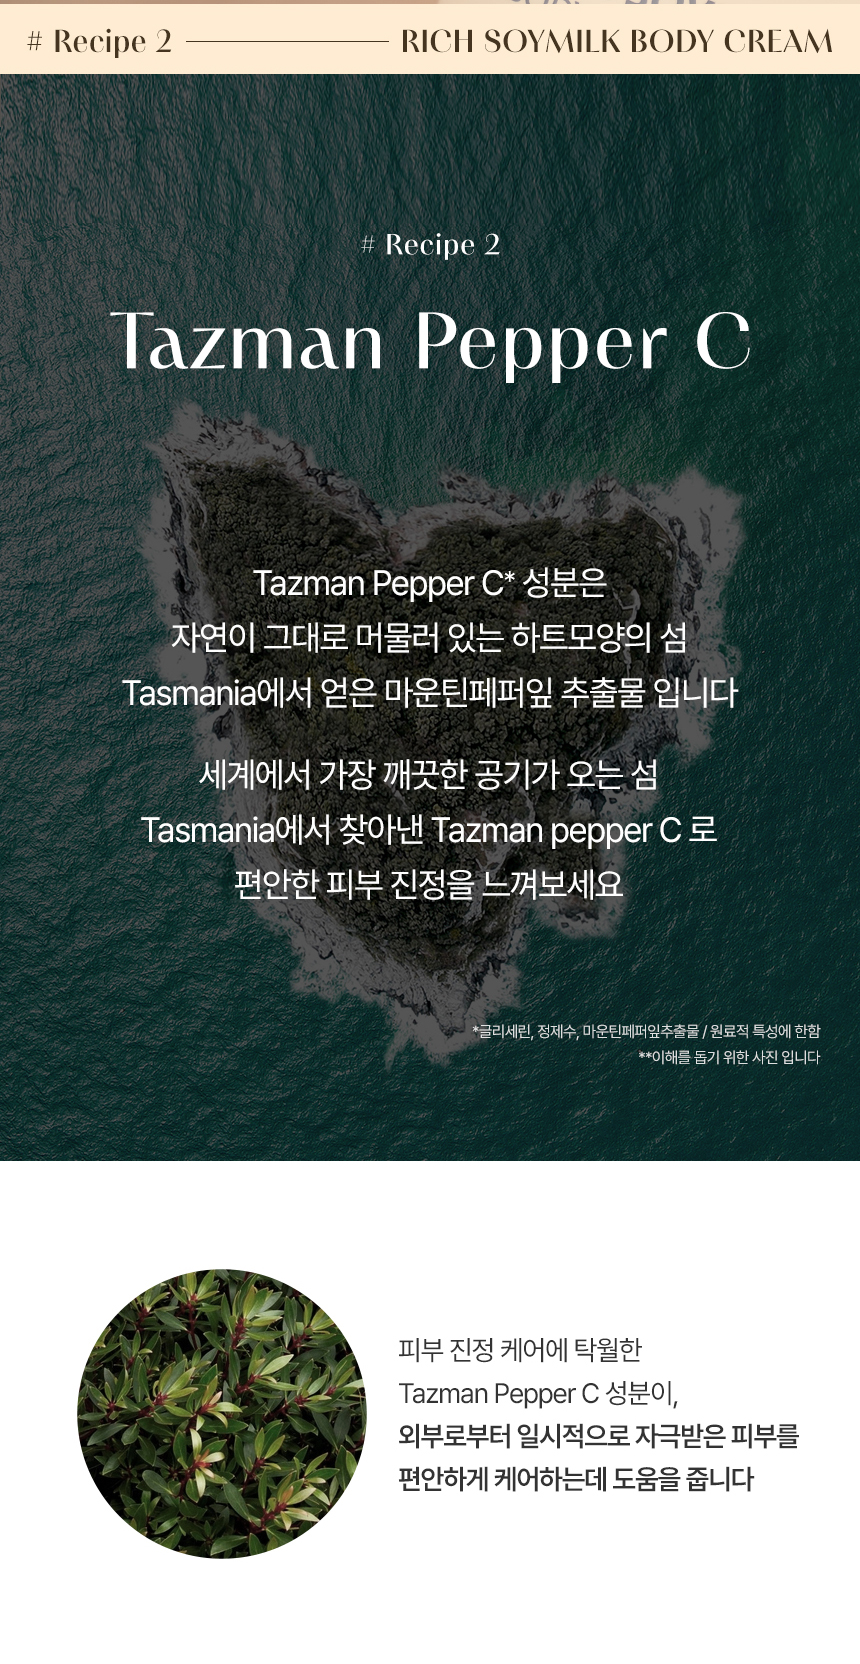 # Recipe 2 RICH SOYMILK BODY CREAM
# Recipe 2
Tazman Pepper C
Tazman Pepper C* 성분은
자연이 그대로 머물러 있는 하트모양의 섬
Tasmania에서 얻은 마운틴페퍼잎 추출물 입니다
세계에서 가장 깨끗한 공기가 오는 섬
Tasmania에서 찾아낸 Tazman pepper C 로
편안한 피부 진정을 느껴보세요
*글리세린, 정제수, 마운틴페퍼잎추출물 / 원료적 특성에 한함
**이해를 돕기 위한 사진 입니다
피부 진정 케어에 탁월한
Tazman Pepper C 성분이,
외부로부터 일시적으로 자극받은 피부를
편안하게 케어하는데 도움을 줍니다